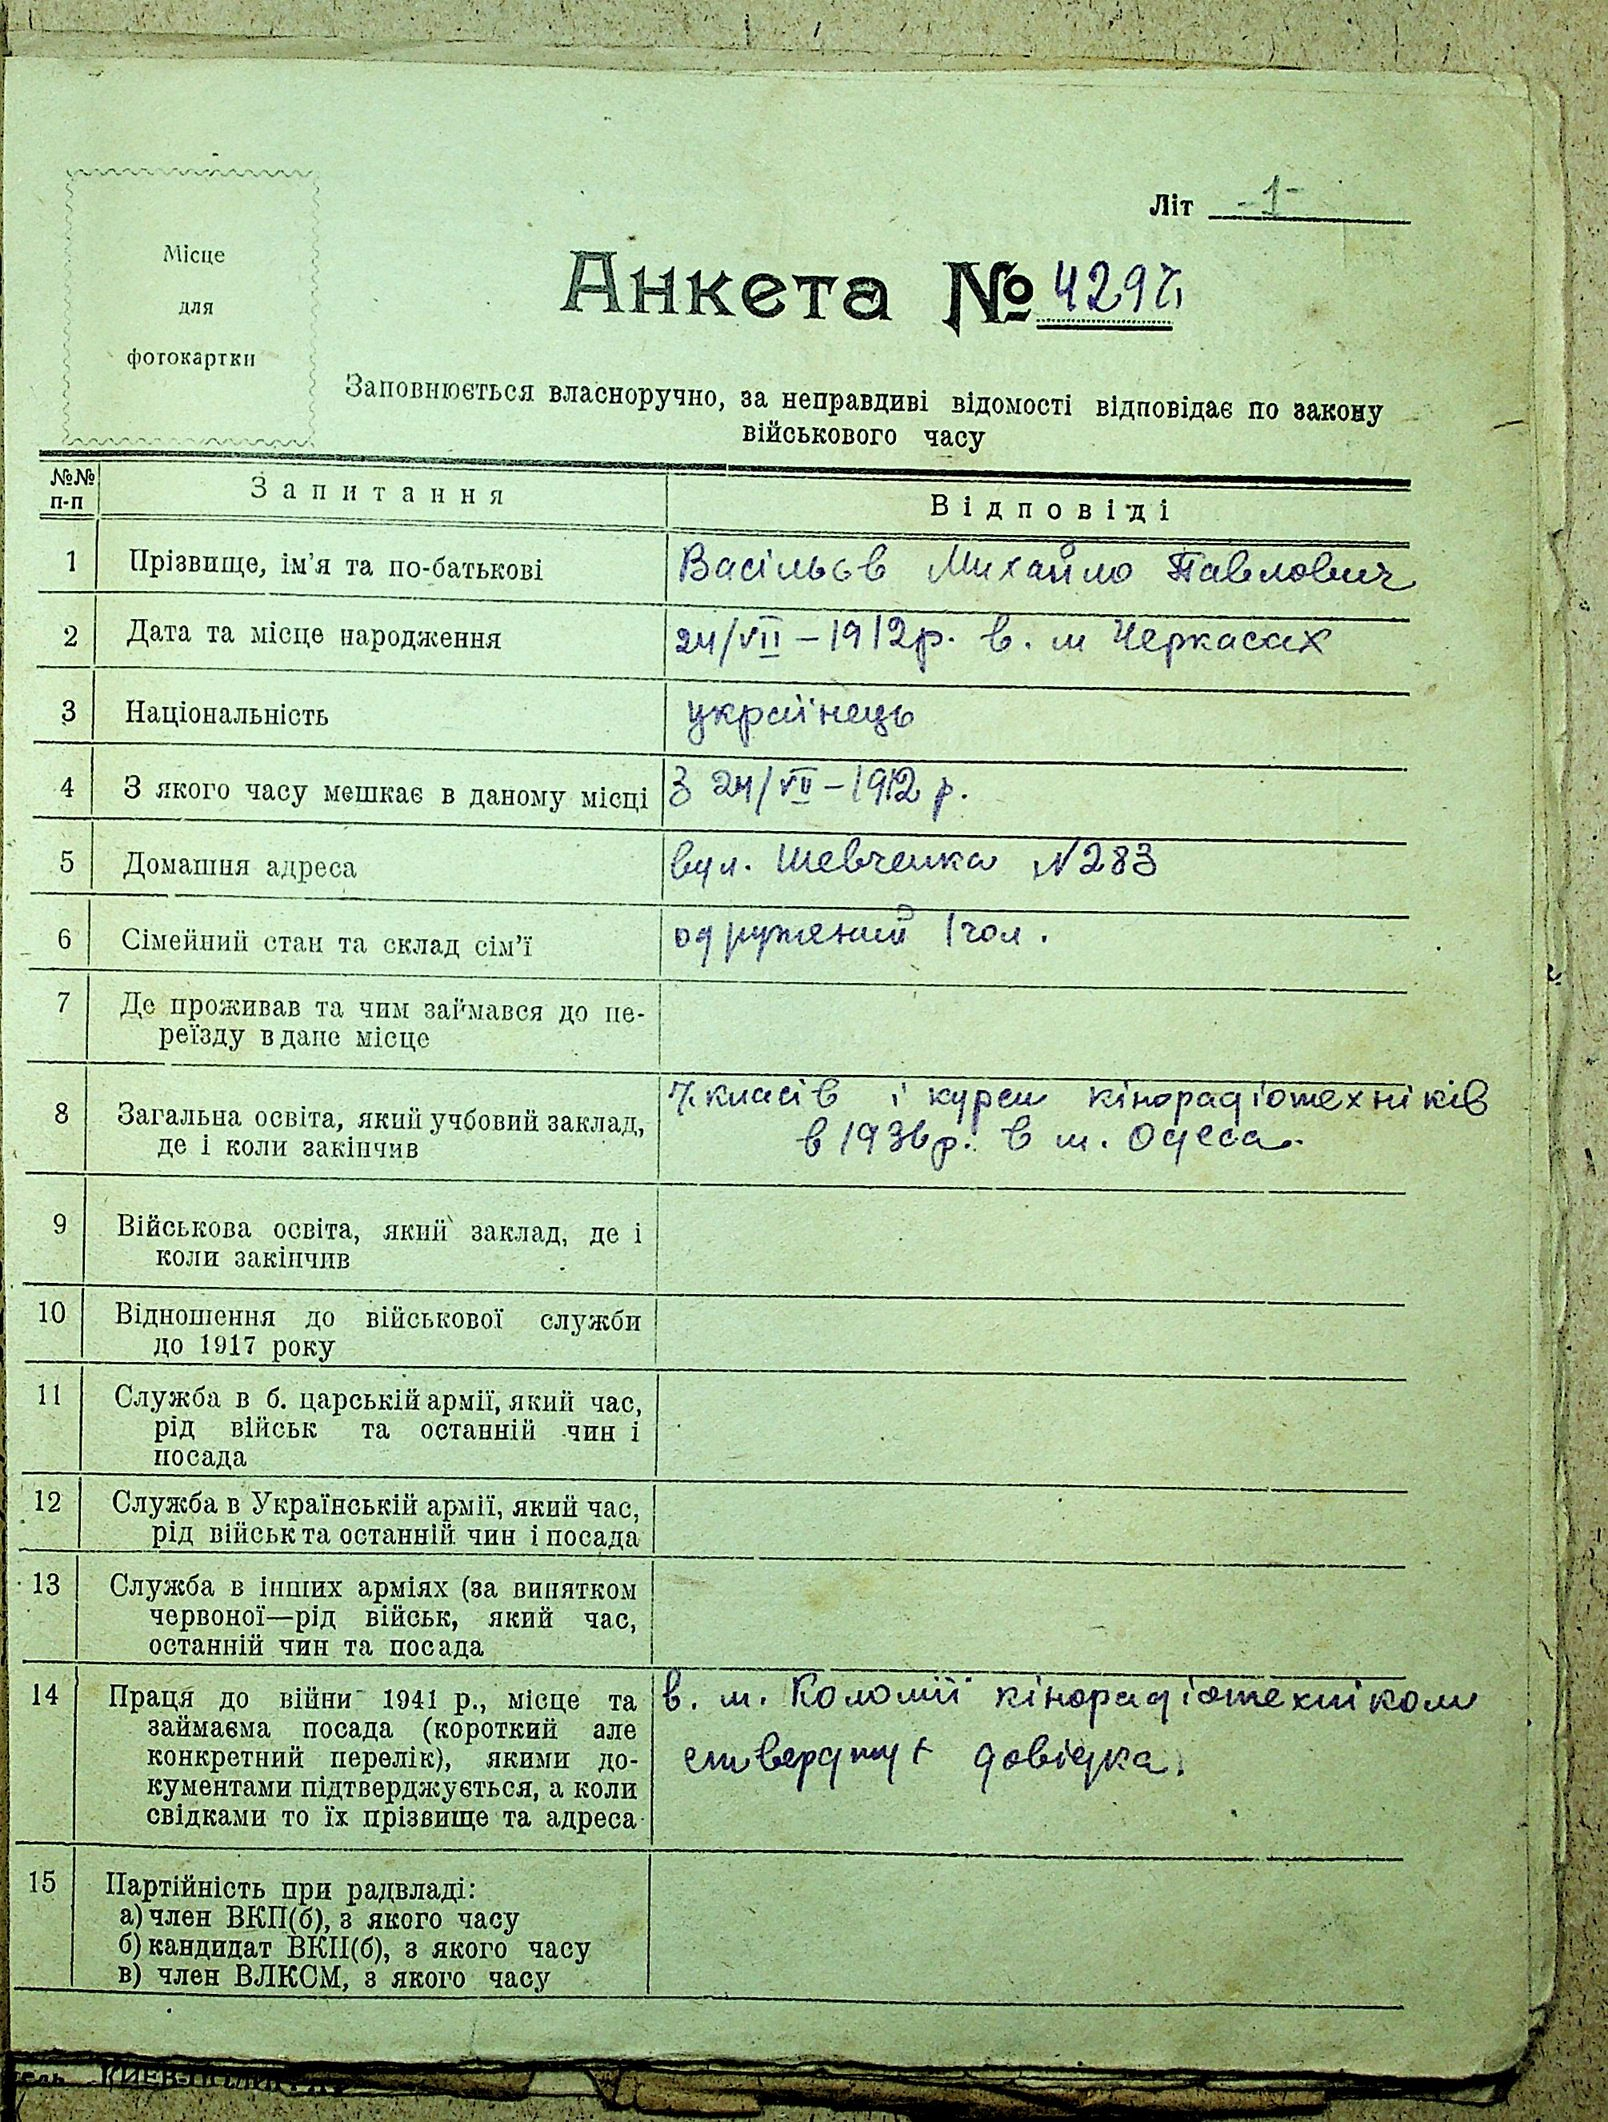 Місце
для
фотокартки
Літ -1-
Анкета № 4297
Заповнюється власноручно, за неправдиві відомості відповідає по закону
військового часу
№№
п-п
Запитання
Відповіді
1 Прізвище, ім'я та по-батькові Васільєв Михайло Павлович
2 Дата та місце народження 24/VII – 1912р. в. м Черкасах
3 Національність українець
4 З якого часу мешкає в даному місці З 24/VII – 1912 р.
5 Домашня адреса вул. Шевченка N283
6 Сімейний стан та склад сім'ї одружений 1 чол.
7 Де проживав та чим займався до пе-
реїзду в дане місце
8 Загальна освіта, який учбовий заклад,
де і коли закінчив
7 класів і курси кінорадіотехніків
в 1936р. в м. Одеса.
9 Військова освіта, який заклад, де і
коли закінчив
10 Відношення до військової служби
до 1917 року
11 Служба в б. царській армії, який час,
рід військ та останній чин і
посада
12 Служба в Українській армії, який час,
рід військ та останній чин і посада
13 Служба в інших арміях (за винятком
червоної—рід військ, який час,
останній чин та посада
14 Праця до війни 1941 р., місце та
займаєма посада (короткий але
конкретний перелік), якими до-
кументами підтверджується, а коли
свідками то їх прізвище та адреса
в. м. Коломиї кінорадіотехніком
довідка.
15 Партійність при радвладі:
а) член ВКП(б), з якого часу
б) кандидат ВКП(б), з якого часу
в) член ВЛКСМ, з якого часу